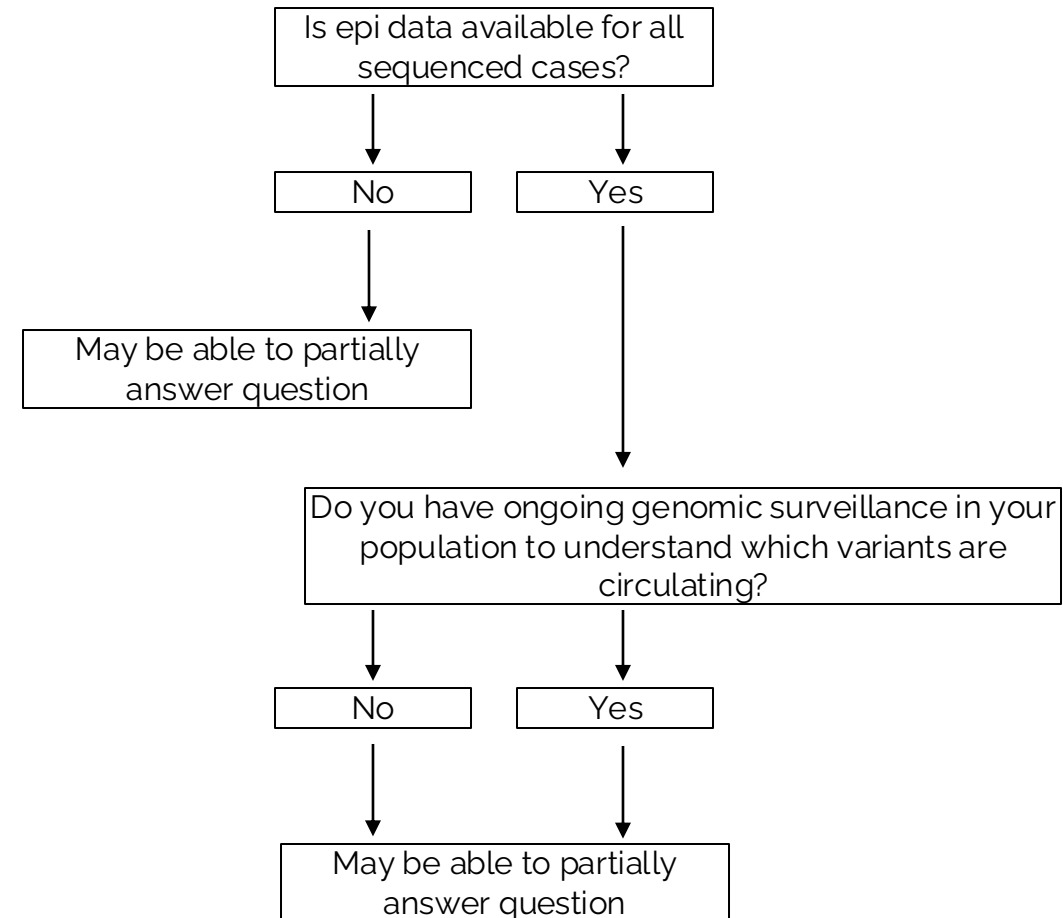 Is epi data available for all
sequenced cases?
No
Yes
May be able to partially
answer question
Do you have ongoing genomic surveillance in your
population to understand which variants are
circulating?
No
Yes
May be able to partially
answer question